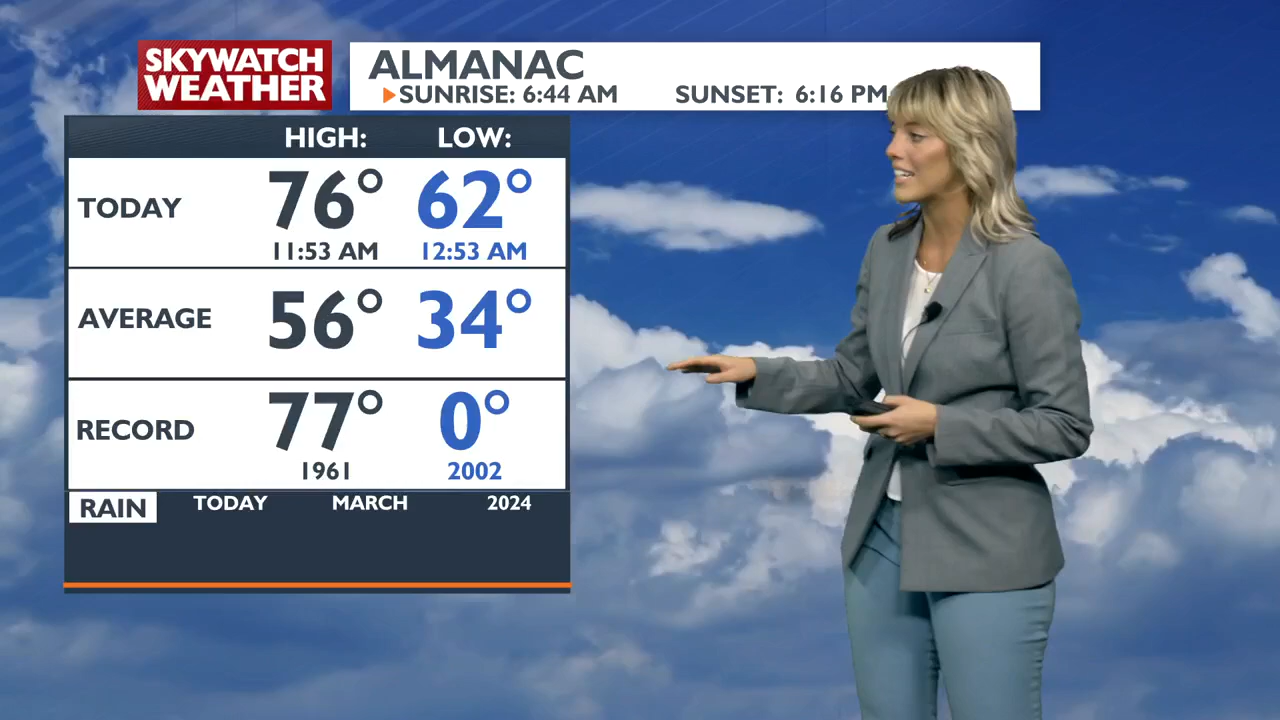 SKYWATCH
WEATHER
ALMANAC
SUNRISE: 6:44 AM SUNSET: 6:16 PM
HIGH: LOW:
TODAY 76° 62°
11:53 AM 12:53 AM
AVERAGE 56° 34°
RECORD 77° 0°
1961 2002
RAIN TODAY MARCH 2024